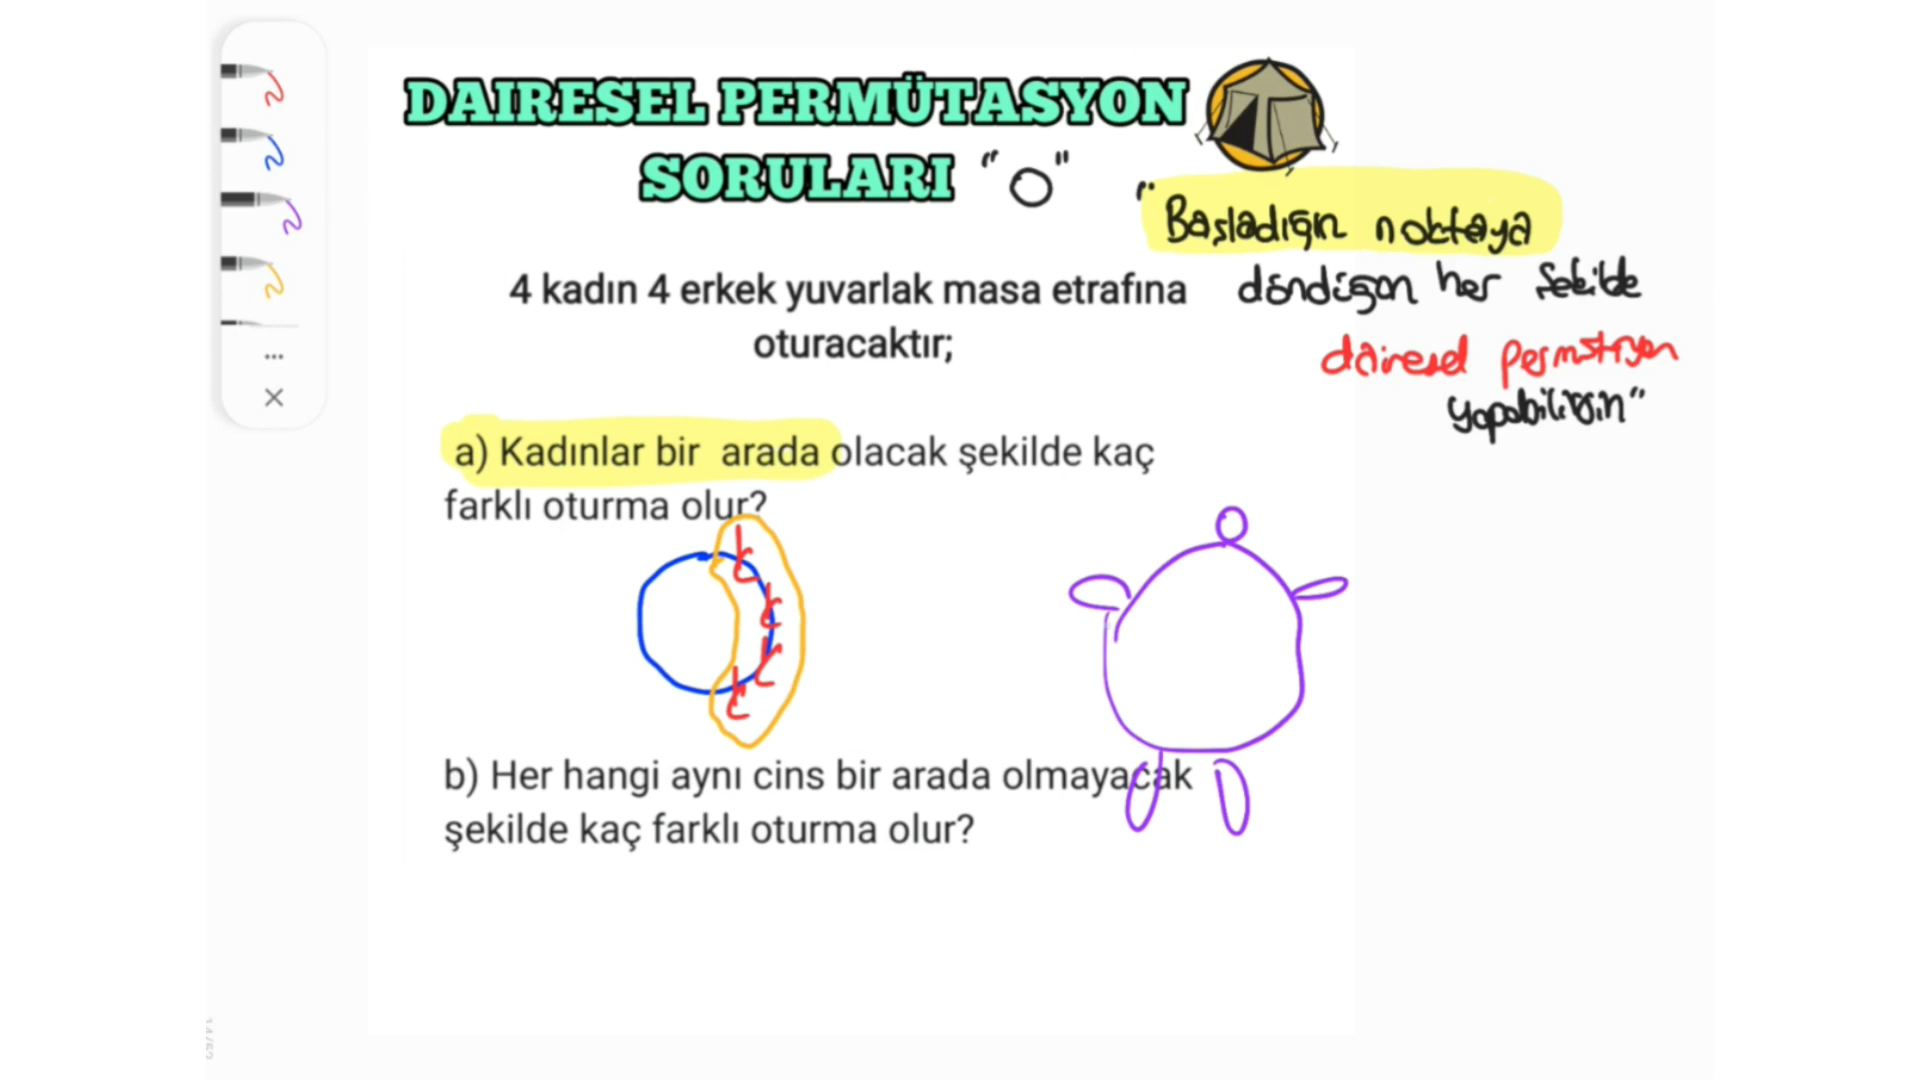 DAİRESEL PERMÜTASYON
SORULARI "O"
"Başladığın noktaya
döndüğün her şekilde
dairesel permütasyon
yapabilirsin"
4 kadın 4 erkek yuvarlak masa etrafına
oturacaktır;
a) Kadınlar bir arada olacak şekilde kaç
farklı oturma olur?
k
k
k
k
b) Her hangi aynı cins bir arada olmayacak
şekilde kaç farklı oturma olur?